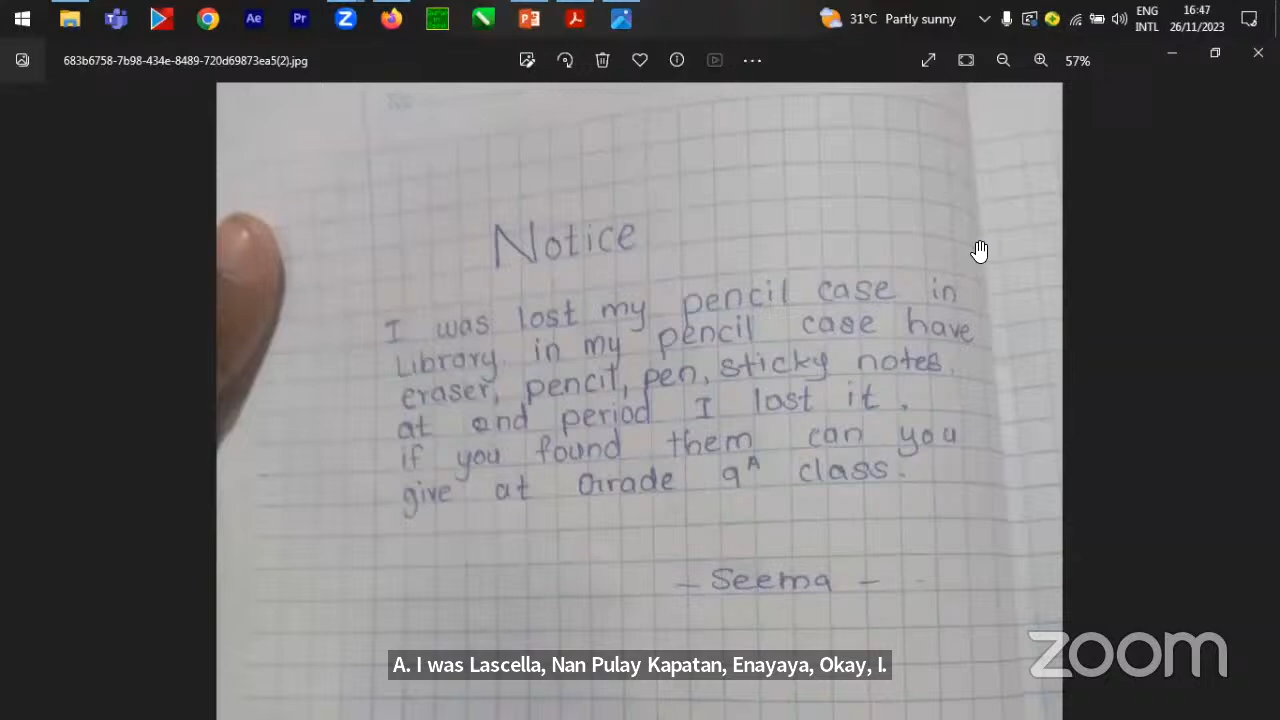 Ae
Pr
31°C Partly sunny
ENG
INTL
16:47
26/11/2023
683b6758-7b98-434e-8489-720d69873ea5(2).jpg
57%
Notice
I was lost my pencil case in
Library. in my pencil case have
eraser, pencil, pen, sticky notes.
at end period I lost it.
if you found them can you
give at Grade 9A class.
- Seema -
A. I was Lascella, Nan Pulay Kapatan, Enayaya, Okay, I.
zoom